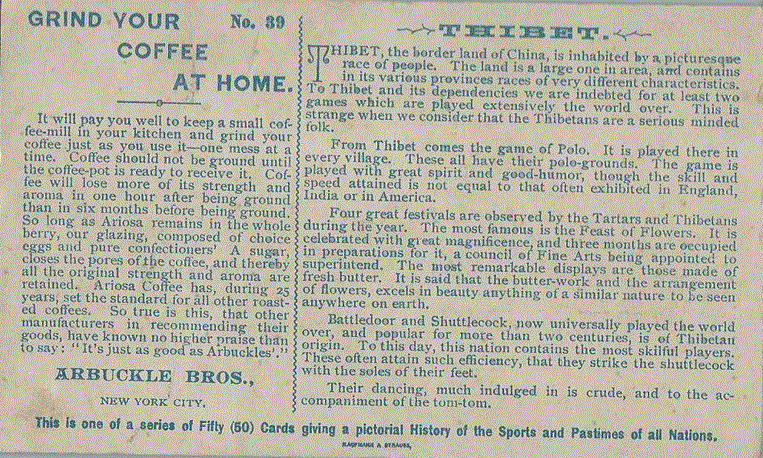 GRIND YOUR No. 39
COFFEE
AT HOME.
It will pay you well to keep a small cof-
fee-mill in your kitchen and grind your
coffee just as you use it—one mess at a
time. Coffee should not be ground until
the coffee-pot is ready to receive it. Cof-
fee will lose more of its strength and
aroma in one hour after being ground
than in six months before being ground.
So long as Ariosa remains in the whole
berry, our glazing, composed of choice
eggs and pure confectioners' A sugar,
closes the pores of the coffee, and thereby
all the original strength and aroma are
retained. Ariosa Coffee has, during 25
years, set the standard for all other roast-
ed coffees. So true is this, that other
manufacturers in recommending their
goods, have known no higher praise than
to say: "It's just as good as Arbuckles'."
ARBUCKLE BROS.,
NEW YORK CITY.
THIBET.
THIBET, the border land of China, is inhabited by a picturesque
race of people. The land is a large one in area, and contains
in its various provinces races of very different characteristics.
To Thibet and its dependencies we are indebted for at least two
games which are played extensively the world over. This is
strange when we consider that the Thibetans are a serious minded
folk.
From Thibet comes the game of Polo. It is played there in
every village. These all have their polo-grounds. The game is
played with great spirit and good-humor, though the skill and
speed attained is not equal to that often exhibited in England,
India or in America.
Four great festivals are observed by the Tartars and Thibetans
during the year. The most famous is the Feast of Flowers. It is
celebrated with great magnificence, and three months are occupied
in preparations for it, a council of Fine Arts being appointed to
superintend. The most remarkable displays are those made of
fresh butter. It is said that the butter-work and the arrangement
of flowers, excels in beauty anything of a similar nature to be seen
anywhere on earth.
Battledoor and Shuttlecock, now universally played the world
over, and popular for more than two centuries, is of Thibetan
origin. To this day, this nation contains the most skilful players.
These often attain such efficiency, that they strike the shuttlecock
with the soles of their feet.
Their dancing, much indulged in is crude, and to the ac-
companiment of the tom-tom.
This is one of a series of Fifty (50) Cards giving a pictorial History of the Sports and Pastimes of all Nations.
KAUFMANN & STRAUSS,